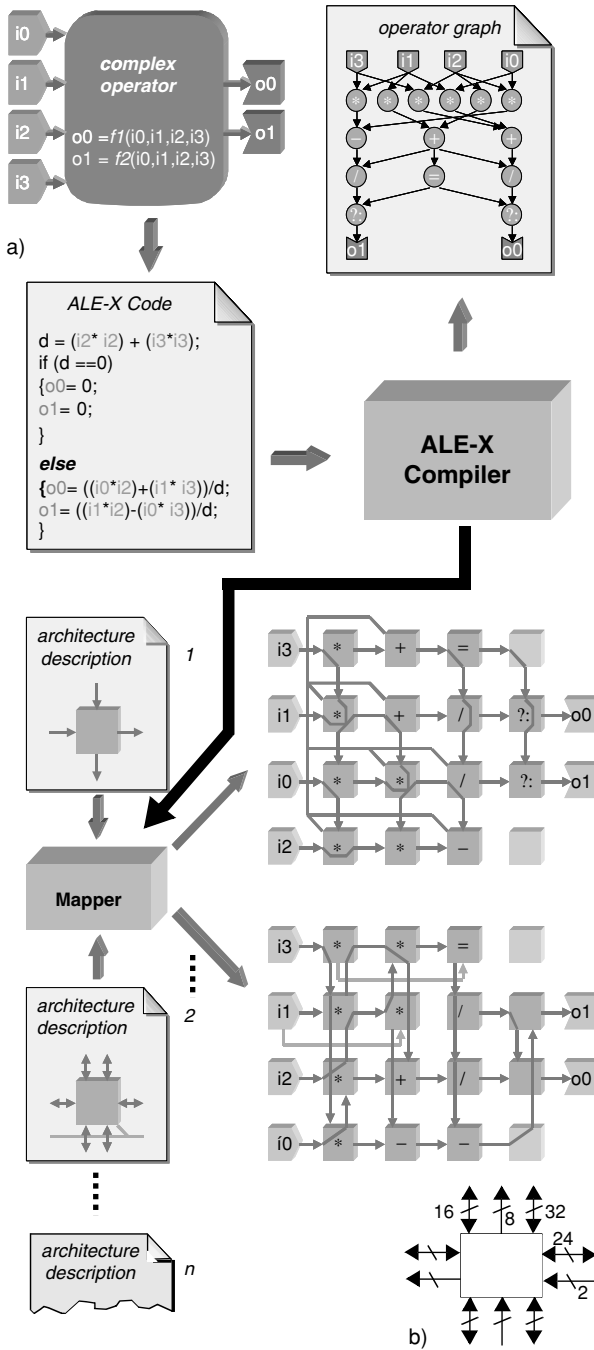 i0
i1
i2
i3
complex
operator
o0 =f1(i0,i1,i2,i3)
o1 = f2(i0,i1,i2,i3)
o0
o1
a)
operator graph
i3 i1 i2 i0
* * * * * *
− + +
/ = /
?: ?:
o1 o0
ALE-X Code
d = (i2* i2) + (i3*i3);
if (d ==0)
{o0= 0;
o1= 0;
}
else
{o0= ((i0*i2)+(i1* i3))/d;
o1= ((i1*i2)-(i0* i3))/d;
}
ALE-X
Compiler
architecture
description
1
Mapper
i3 * + =
i1 * + / ?: o0
i0 * * / ?: o1
i2 * * −
architecture
description
2
i3 * * =
i1 * * / o1
i2 * + / o0
i0 * − −
architecture
description
n
16 8 32
24
2
b)